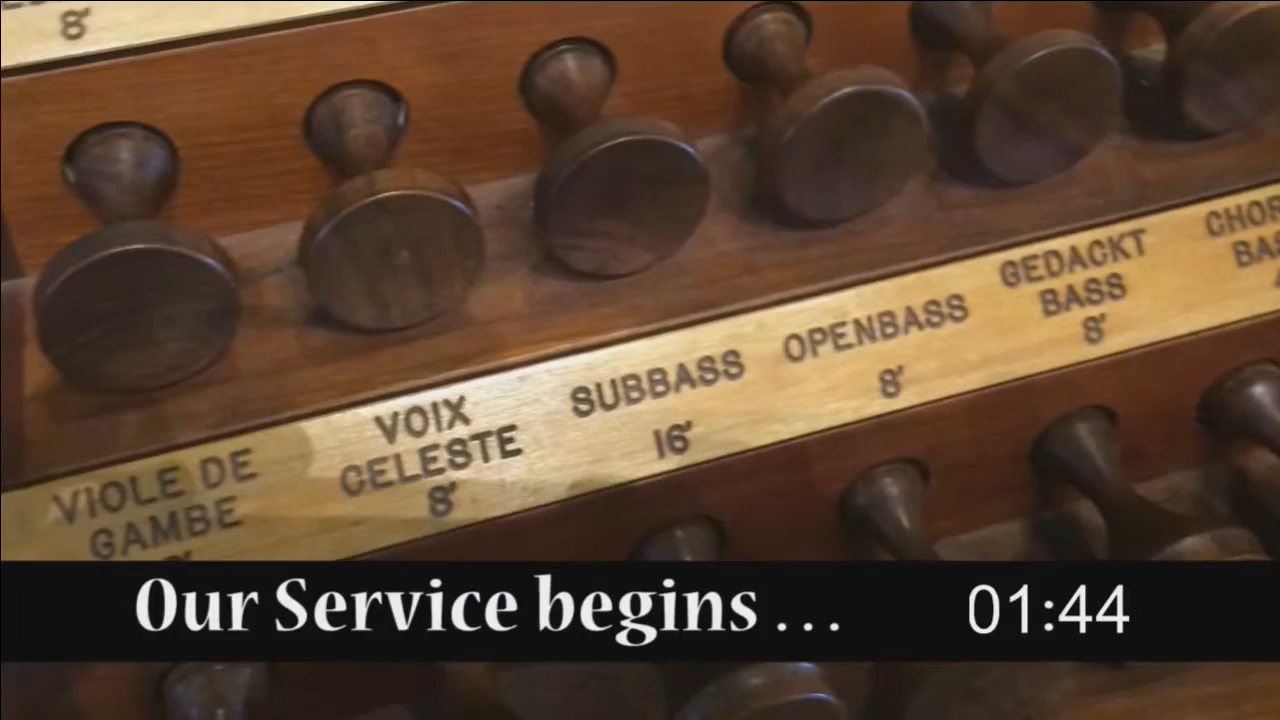 8'
VIOLE DE
GAMBE
VOIX
CELESTE
8'
SUBBASS
16'
OPENBASS
8'
GEDACKT
BASS
8'
Our Service begins . . . 01:44